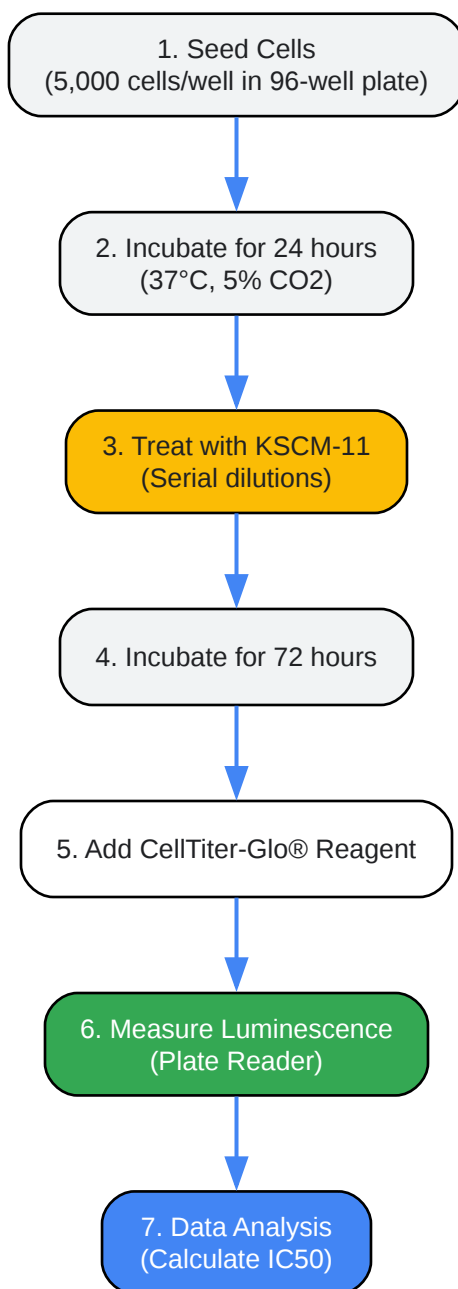 1. Seed Cells
(5,000 cells/well in 96-well plate)
2. Incubate for 24 hours
(37°C, 5% CO2)
3. Treat with KSCM-11
(Serial dilutions)
4. Incubate for 72 hours
5. Add CellTiter-Glo® Reagent
6. Measure Luminescence
(Plate Reader)
7. Data Analysis
(Calculate IC50)